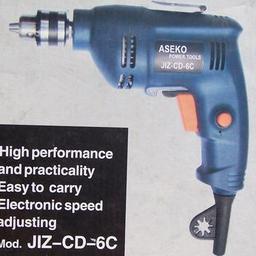 ASEKO
POWER TOOLS
JIZ-CD-6C
High performance
and practicality
Easy to carry
Electronic speed
adjusting
Mod. JIZ-CD-6C